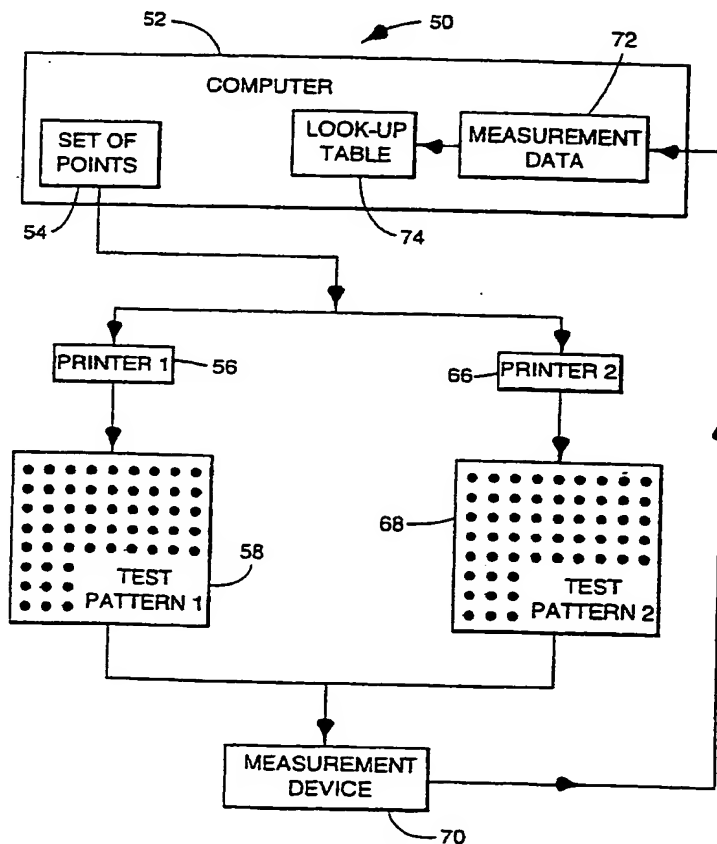 50
52
72
COMPUTER
SET OF
POINTS
LOOK-UP
TABLE
MEASUREMENT
DATA
54
74
PRINTER 1
56
66
PRINTER 2
TEST
PATTERN 1
58
68
TEST
PATTERN 2
MEASUREMENT
DEVICE
70